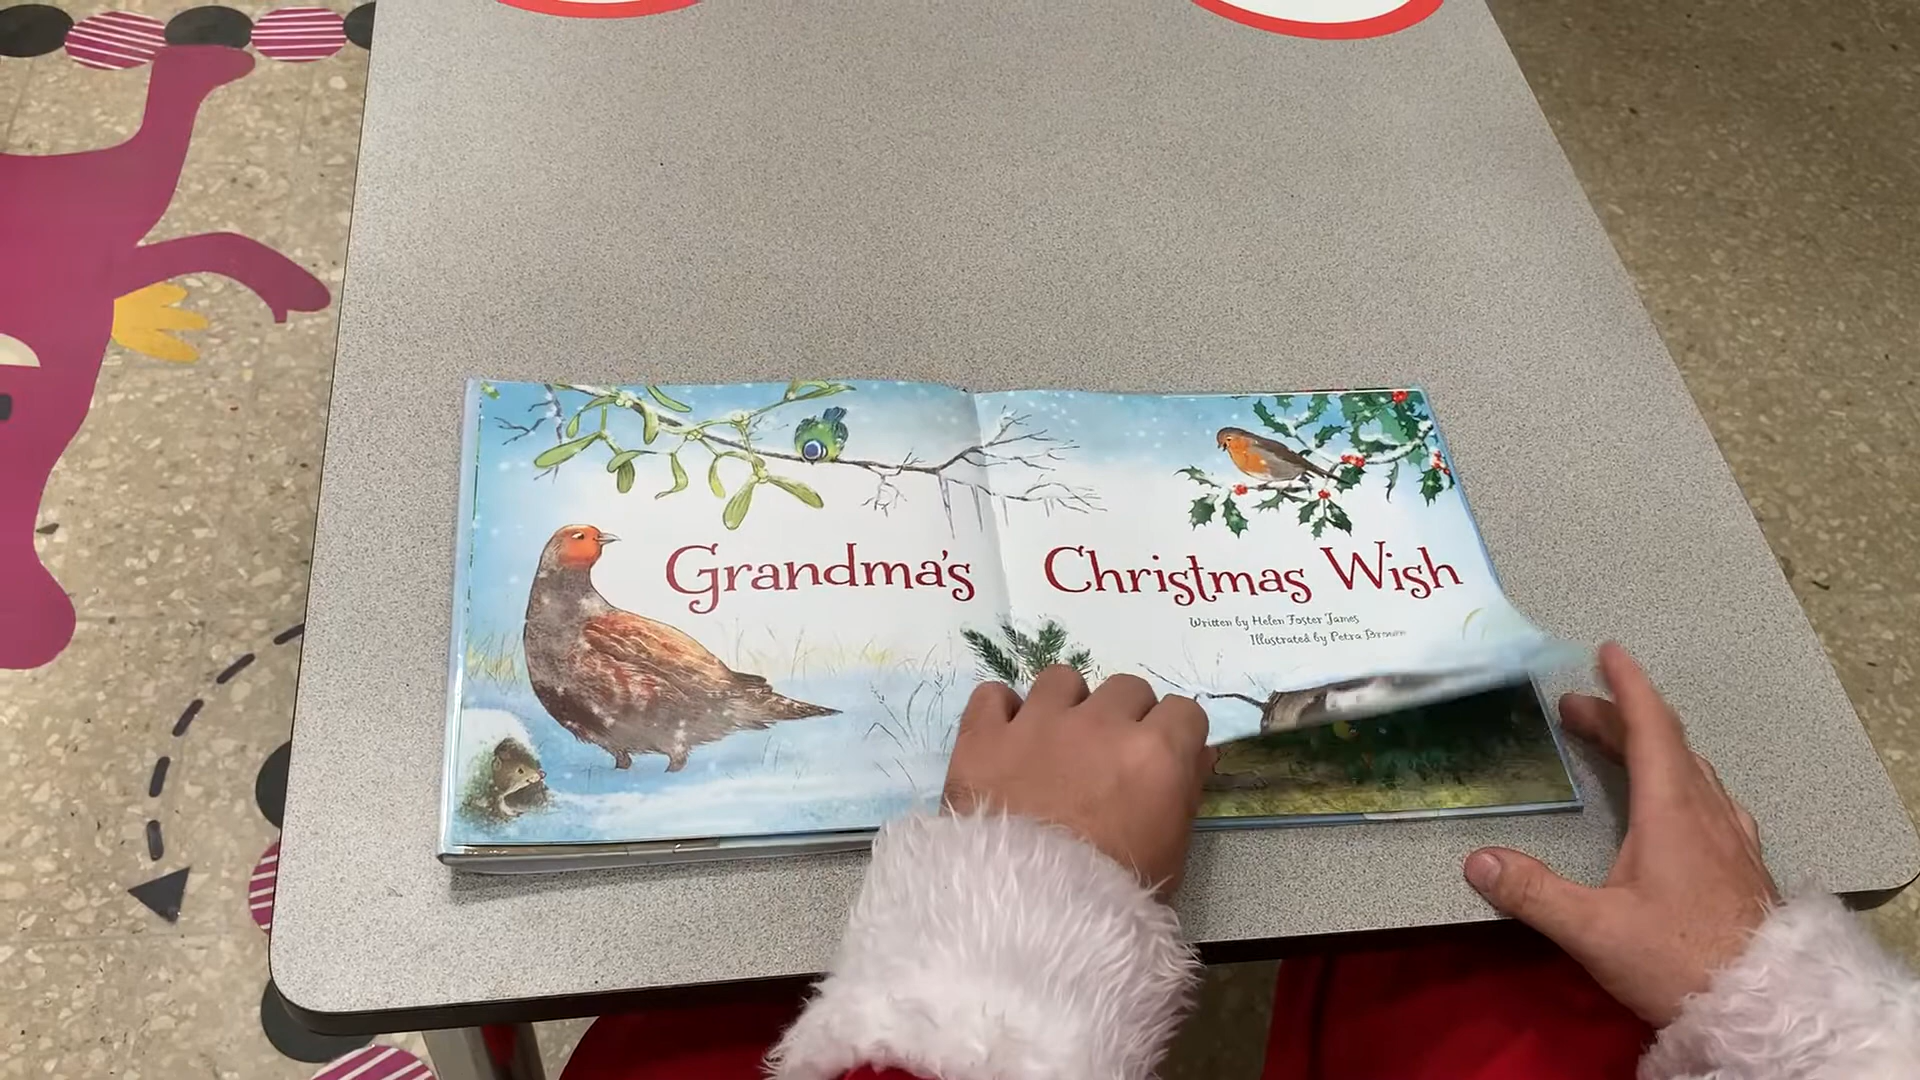 Grandma's Christmas Wish
Written by Helen Foster James
Illustrated by Petra Brown